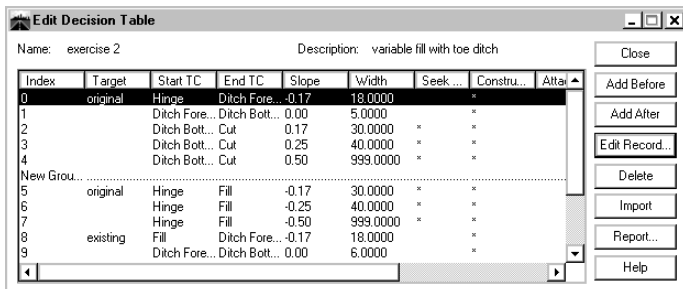 Edit Decision Table
Name: exercise 2 Description: variable fill with toe ditch
Index Target Start TC End TC Slope Width Seek ... Constru... Attac
0 original Hinge Ditch Fore... -0.17 18.0000 *
1 Ditch Fore... Ditch Bott... 0.00 5.0000 *
2 Ditch Bott... Cut 0.17 30.0000 * *
3 Ditch Bott... Cut 0.25 40.0000 * *
4 Ditch Bott... Cut 0.50 999.0000 * *
New Grou...
5 original Hinge Fill -0.17 30.0000 * *
6 Hinge Fill -0.25 40.0000 * *
7 Hinge Fill -0.50 999.0000 * *
8 existing Fill Ditch Fore... -0.17 18.0000 *
9 Ditch Fore... Ditch Bott... 0.00 6.0000 *
Close
Add Before
Add After
Edit Record...
Delete
Import
Report...
Help